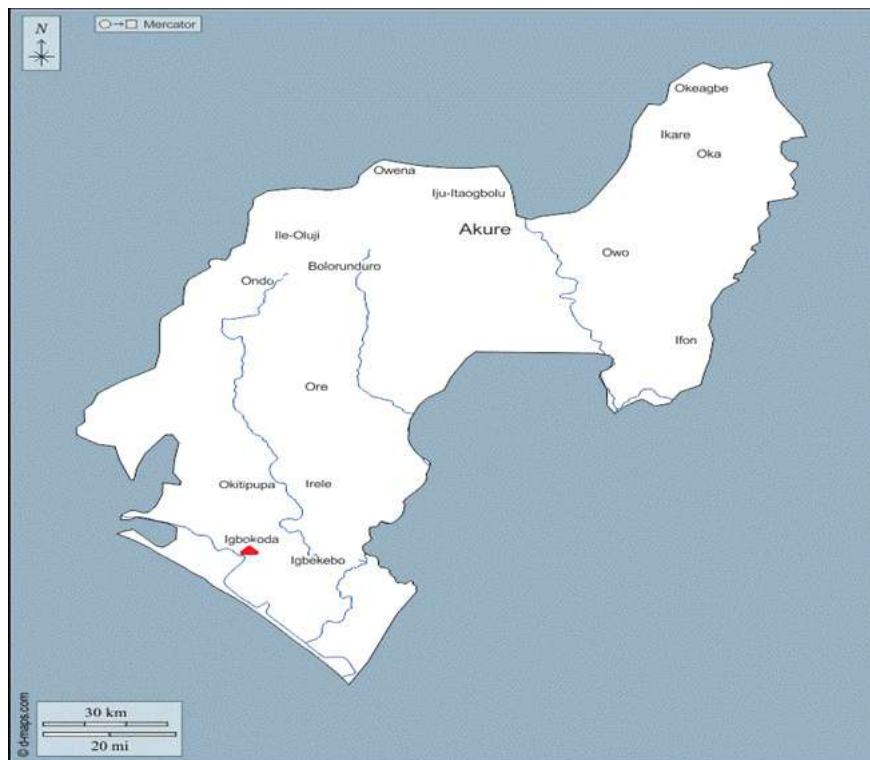 N
Mercator
Okeagbe
Ikare
Oka
Owena
Iju-Itaogbolu
Akure
Ile-Oluji
Owo
Bolorunduro
Ondo
Ifon
Ore
Okitipupa
Irele
Igbokoda
Igbekebo
30 km
20 mi
© d-maps.com